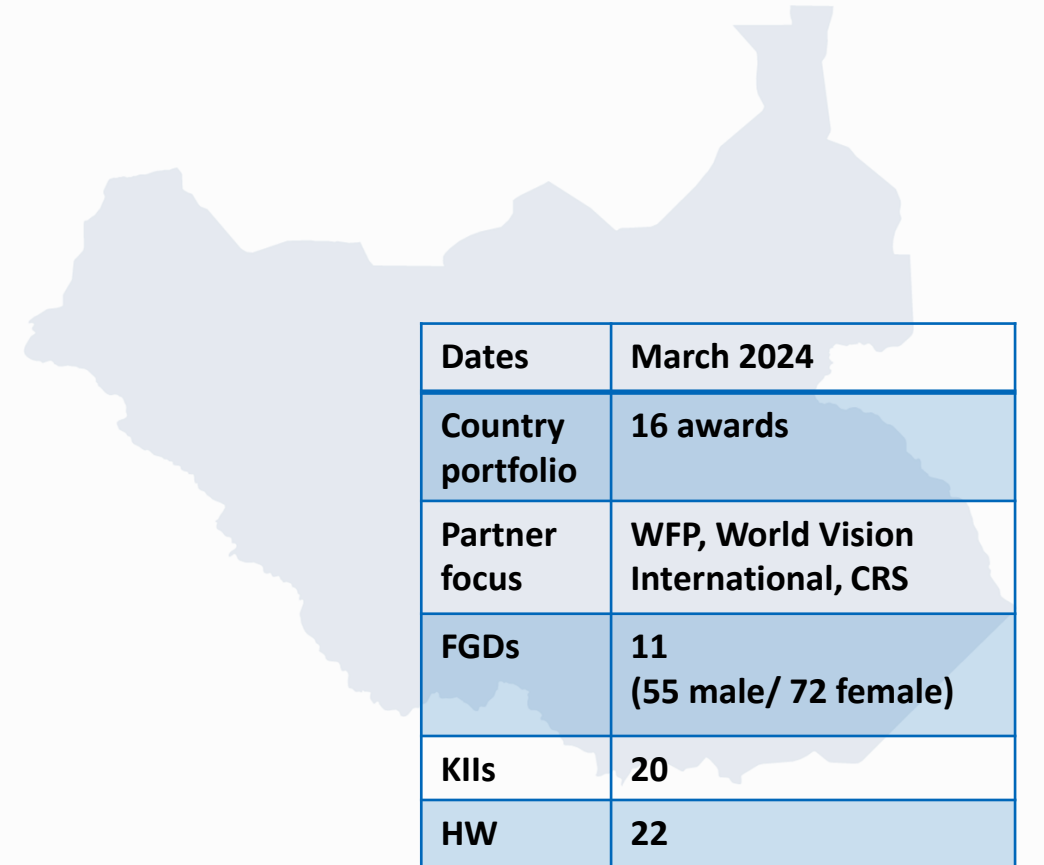 Dates March 2024
Country 16 awards
portfolio
Partner WFP, World Vision
focus International, CRS
FGDs 11
(55 male/ 72 female)
KIIs 20
HW 22